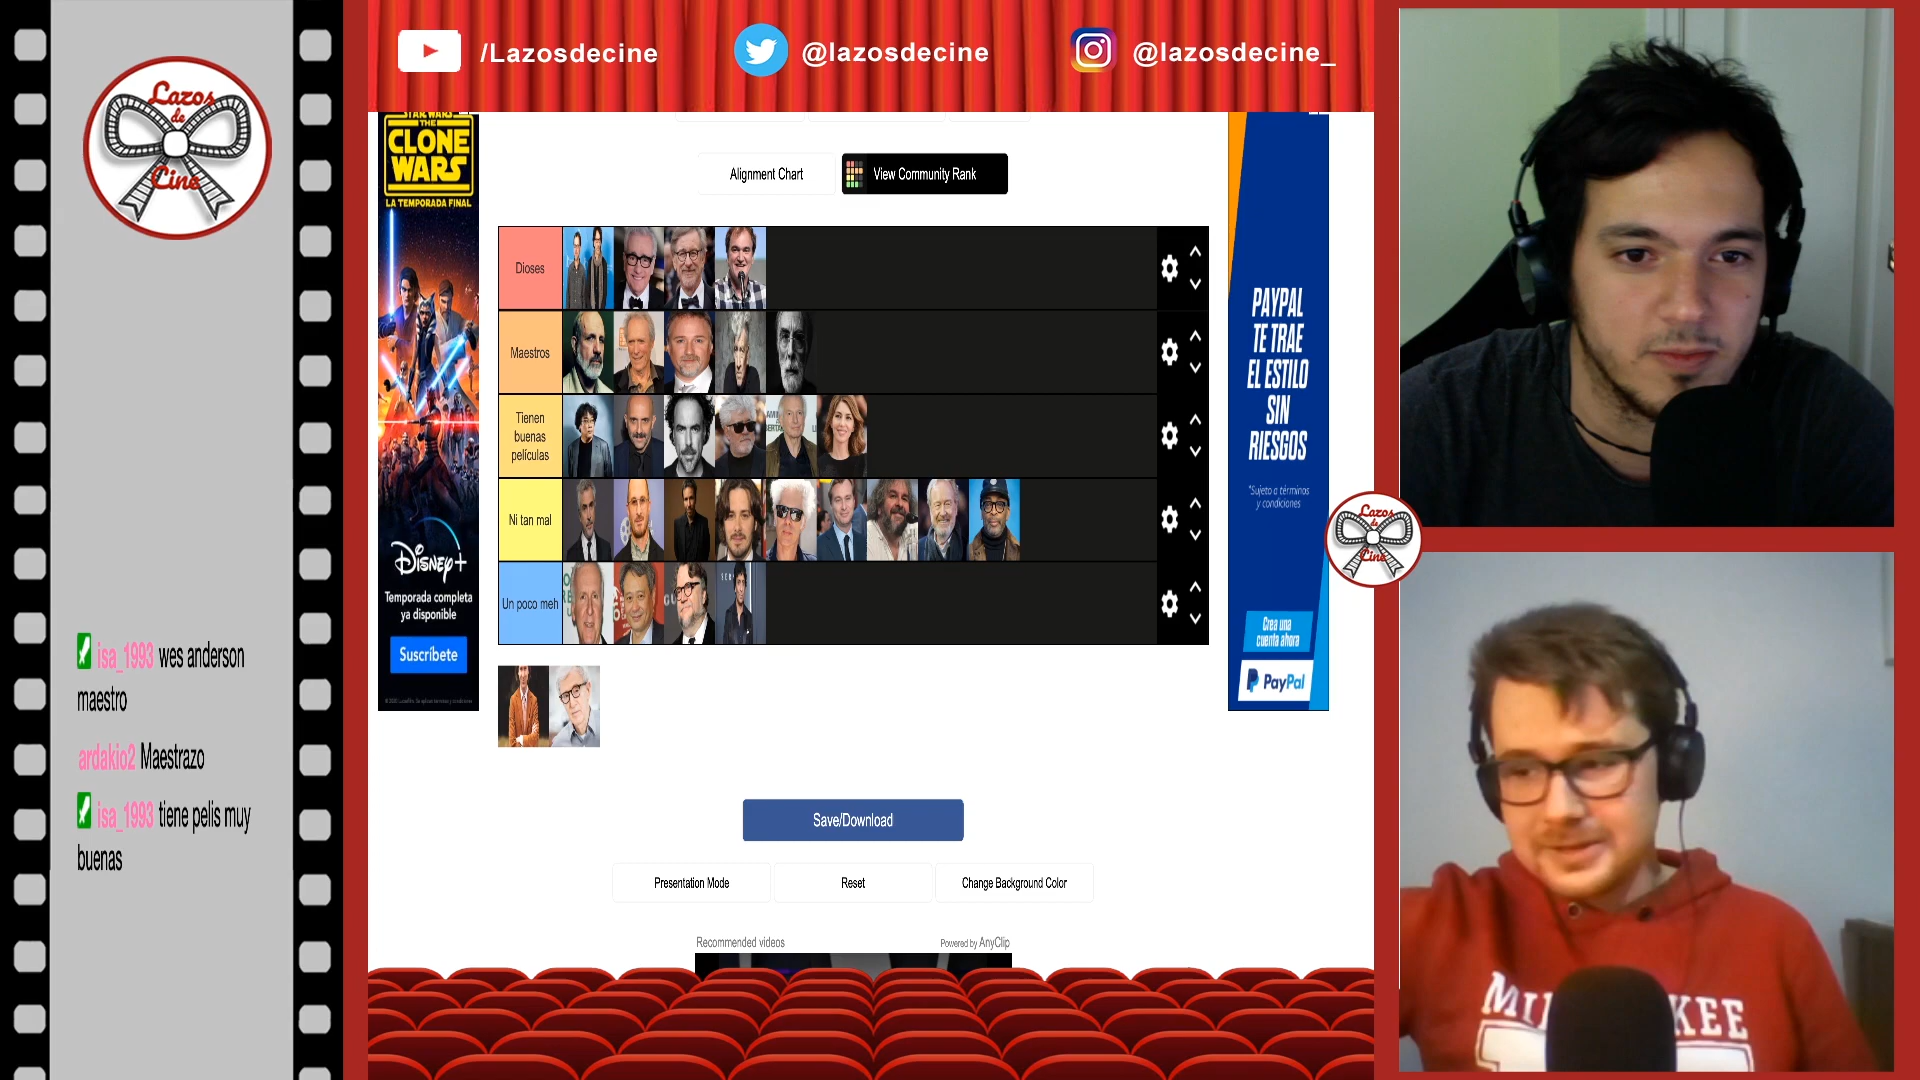 Lazos
de
Cine
isa_1993 wes anderson
maestro
ardakio2 Maestrazo
isa_1993 tiene pelis muy
buenas
/Lazosdecine
@lazosdecine
@lazosdecine_
STAR WARS
THE
CLONE
WARS
LA TEMPORADA FINAL
Disney+
Temporada completa
ya disponible
Suscríbete
Alignment Chart
View Community Rank
Dioses
Maestros
Tienen
buenas
películas
Ni tan mal
Un poco meh
Save/Download
Presentation Mode
Reset
Change Background Color
Recommended videos
Powered by AnyClip
PAYPAL
TE TRAE
EL ESTILO
SIN
RIESGOS
*Sujeto a términos
y condiciones
Crea una
cuenta ahora
PayPal
Lazos
de
Cine